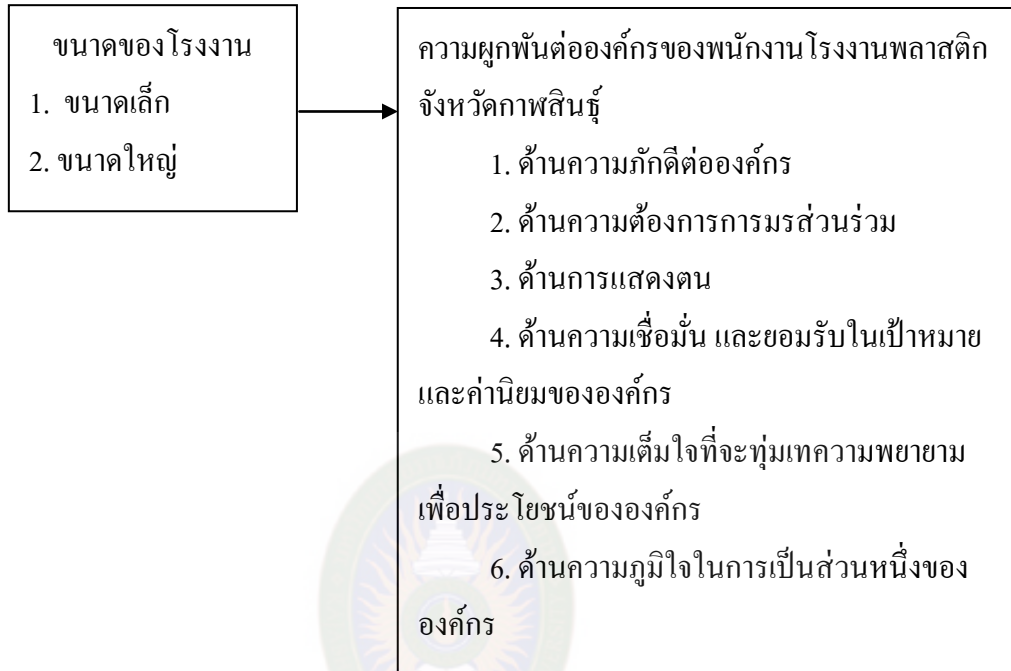 ขนาดของโรงงาน
1. ขนาดเล็ก
2. ขนาดใหญ่
ความผูกพันต่อองค์กรของพนักงานโรงงานพลาสติก
จังหวัดกาฬสินธุ์
1. ด้านความภักดีต่อองค์กร
2. ด้านความต้องการการมรส่วนร่วม
3. ด้านการแสดงตน
4. ด้านความเชื่อมั่น และยอมรับในเป้าหมาย
และค่านิยมขององค์กร
5. ด้านความเต็มใจที่จะทุ่มเทความพยายาม
เพื่อประโยชน์ขององค์กร
6. ด้านความภูมิใจในการเป็นส่วนหนึ่งของ
องค์กร